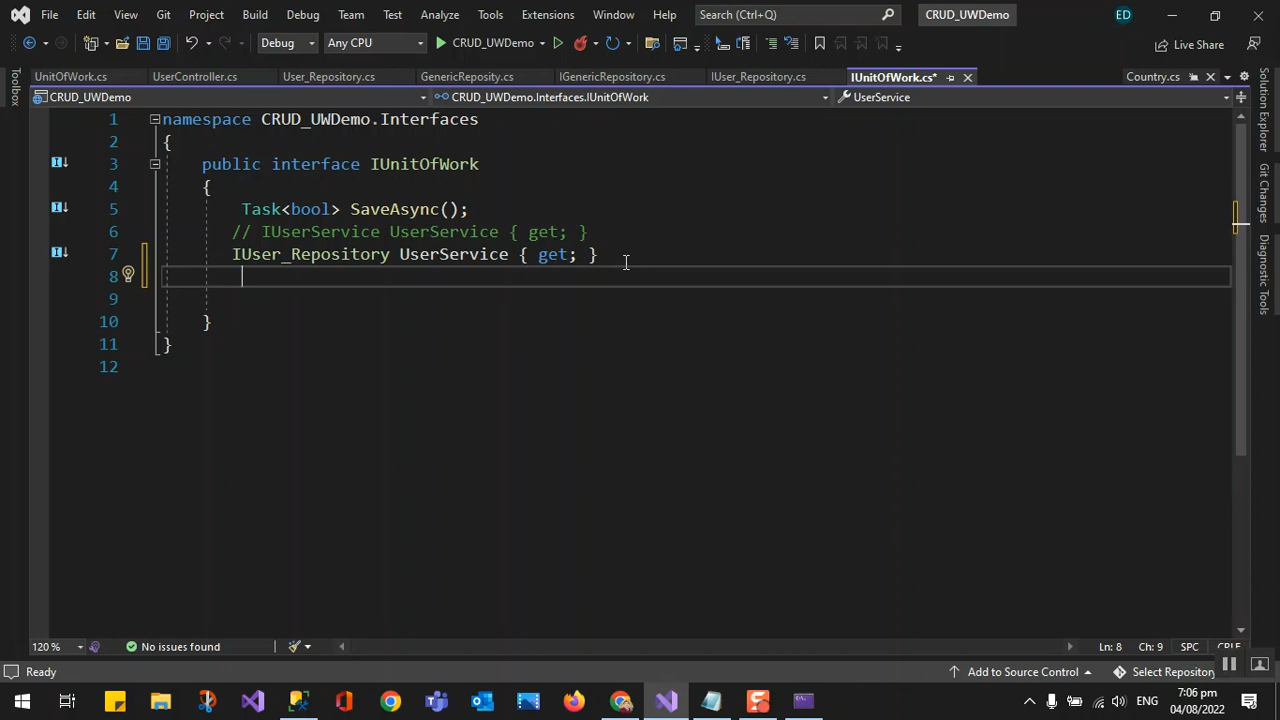 File Edit View Git Project Build Debug Team Test Analyze Tools Extensions Window Help Search (Ctrl+Q) CRUD_UWDemo ED
Debug Any CPU CRUD_UWDemo Live Share
UnitOfWork.cs UserController.cs User_Repository.cs GenericReposity.cs IGenericRepository.cs IUser_Repository.cs IUnitOfWork.cs* Country.cs
CRUD_UWDemo CRUD_UWDemo.Interfaces.IUnitOfWork UserService
Toolbox
Solution Explorer
Git Changes
Diagnostic Tools
1 namespace CRUD_UWDemo.Interfaces
2 {
3 public interface IUnitOfWork
4 {
5 Task<bool> SaveAsync();
6 // IUserService UserService { get; }
7 IUser_Repository UserService { get; }
8
9
10 }
11 }
12
120 % No issues found Ln: 8 Ch: 9 SPC CRLF
Ready Add to Source Control Select Repository
ENG 7:06 pm
04/08/2022